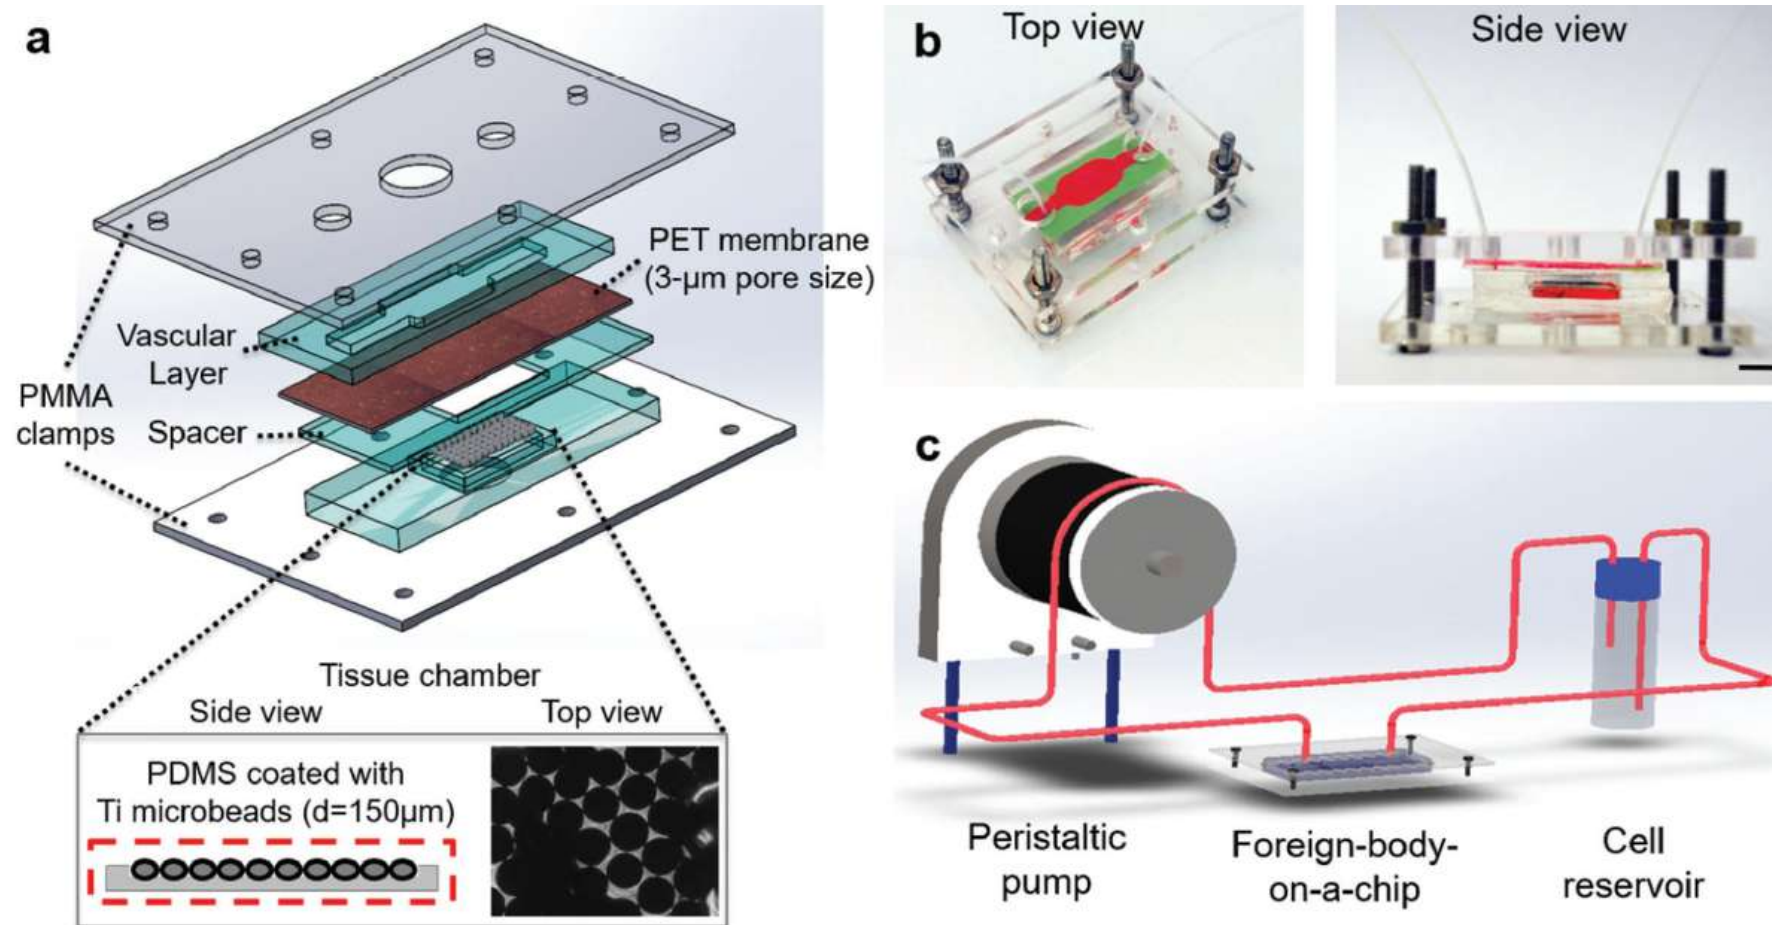 a
PET membrane
(3-μm pore size)
Vascular
Layer
PMMA
clamps
Spacer
Tissue chamber
Side view
Top view
PDMS coated with
Ti microbeads (d=150μm)
b
Top view
Side view
c
Peristaltic
pump
Foreign-body-
on-a-chip
Cell
reservoir